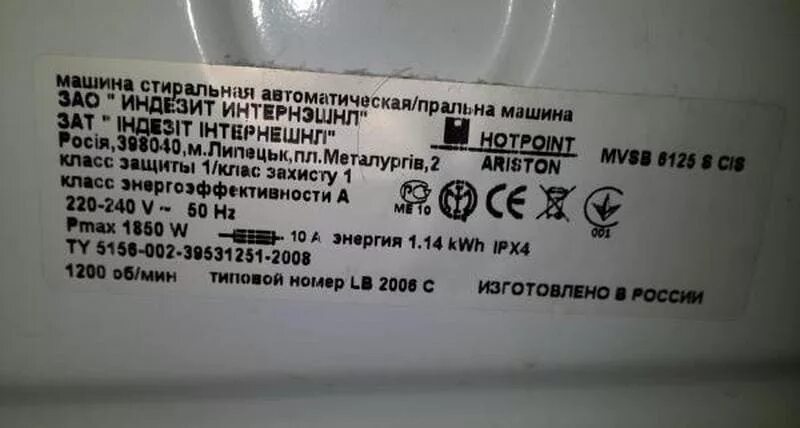 машина стиральная автоматическая/пральна машина
ЗАО " ИНДЕЗИТ ИНТЕРНЭШНЛ"
ЗАТ " ІНДЕЗІТ ІНТЕРНЕШНЛ"
HOTPOINT
ARISTON
MVSB 6125 S CIS
Росія,398040,м.Липецьк,пл.Металургів,2
класс защиты 1/клас захисту 1
класс энергоэффективности А
220-240 V ~ 50 Hz
ME 10
CE
001
Pmax 1850 W 10 A энергия 1.14 kWh IPX4
ТУ 5156-002-39531251-2008
1200 об/мин типовой номер LB 2006 C ИЗГОТОВЛЕНО В РОССИИ